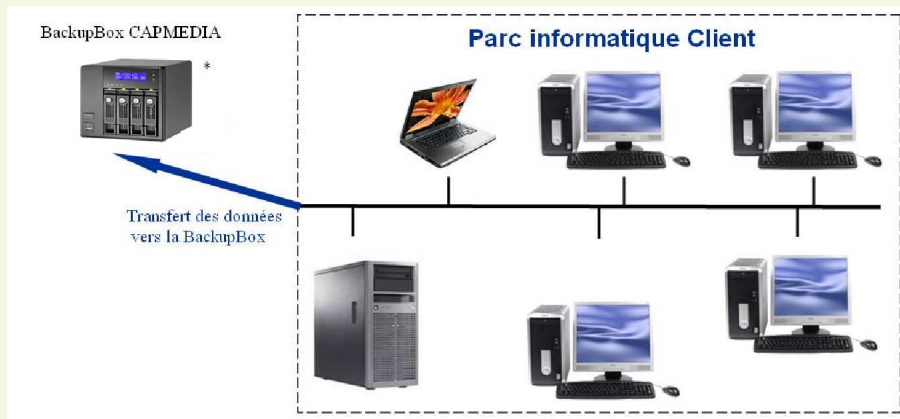 BackupBox CAPMEDIA
*
Parc informatique Client
Transfert des données
vers la BackupBox